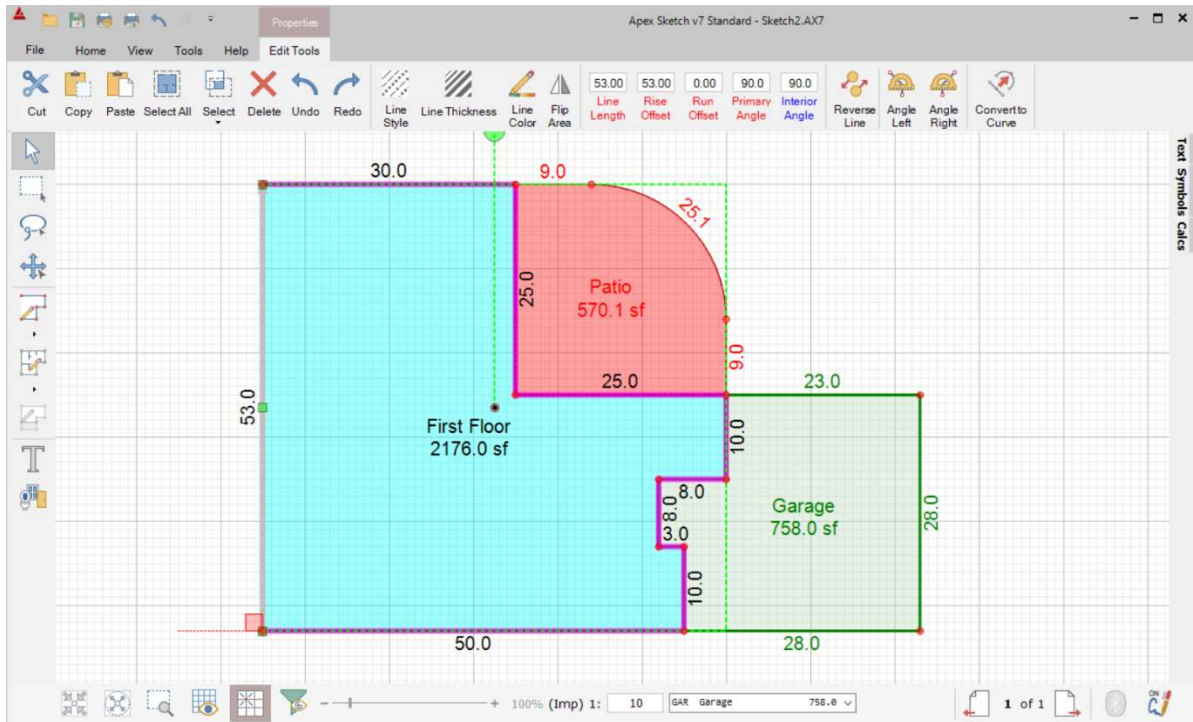 Properties
Apex Sketch v7 Standard - Sketch2.AX7
File Home View Tools Help Edit Tools
53.00 53.00 0.00 90.0 90.0
Cut Copy Paste Select All Select Delete Undo Redo Line Style Line Thickness Line Color Flip Area Line Length Rise Offset Run Offset Primary Angle Interior Angle Reverse Line Angle Left Angle Right Convert to Curve
Text Symbols Calcs
30.0
9.0
25.1
25.0
Patio
570.1 sf
9.0
25.0
23.0
53.0
First Floor
2176.0 sf
10.0
8.0
8.0
3.0
Garage
758.0 sf
28.0
10.0
50.0
28.0
100% (Imp) 1: 10 GAR Garage 758.0 1 of 1 ON